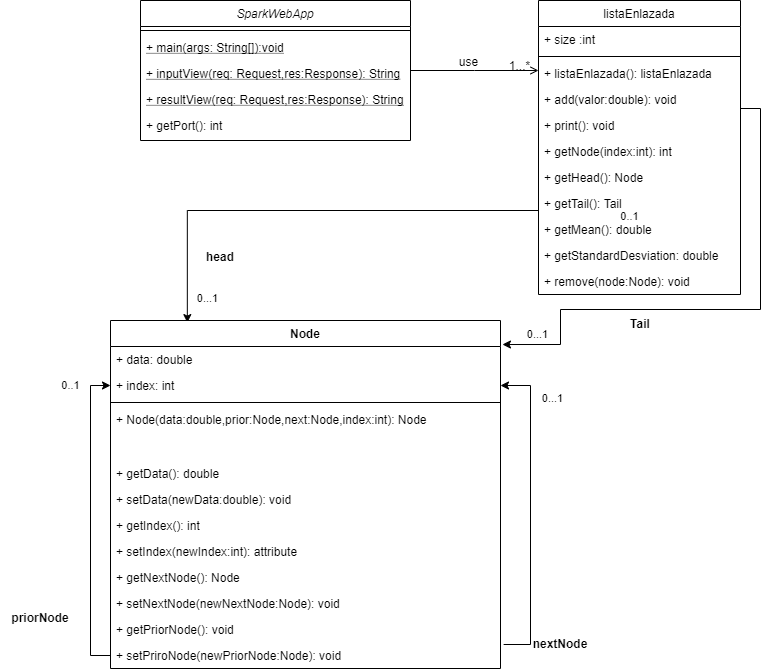 SparkWebApp
+ main(args: String[]):void
+ inputView(req: Request,res:Response): String
+ resultView(req: Request,res:Response): String
+ getPort(): int
use
1...*
listaEnlazada
+ size :int
+ listaEnlazada(): listaEnlazada
+ add(valor:double): void
+ print(): void
+ getNode(index:int): int
+ getHead(): Node
+ getTail(): Tail
0..1
+ getMean(): double
+ getStandardDesviation: double
+ remove(node:Node): void
head
0...1
Tail
0...1
Node
+ data: double
+ index: int
0..1
0...1
+ Node(data:double,prior:Node,next:Node,index:int): Node
+ getData(): double
+ setData(newData:double): void
+ getIndex(): int
+ setIndex(newIndex:int): attribute
+ getNextNode(): Node
+ setNextNode(newNextNode:Node): void
+ getPriorNode(): void
+ setPriroNode(newPriorNode:Node): void
priorNode
nextNode